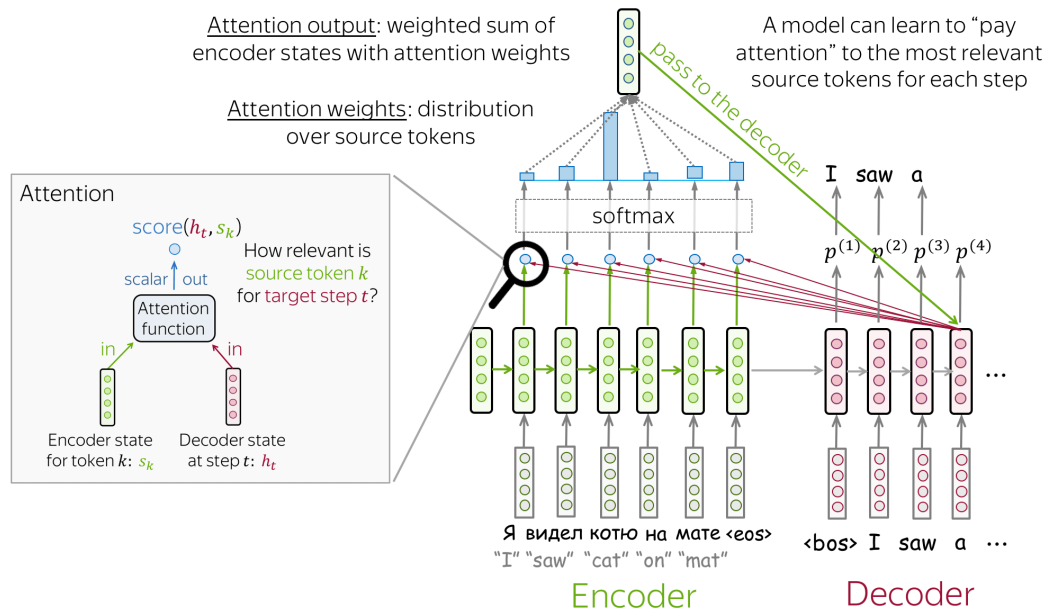 Attention output: weighted sum of
encoder states with attention weights
A model can learn to “pay
attention” to the most relevant
source tokens for each step
pass to the decoder
Attention weights: distribution
over source tokens
I saw a
softmax
p(1) p(2) p(3) p(4)
Attention
score(hₜ, sₖ)
How relevant is
source token k
for target step t?
scalar out
Attention
function
in in
Encoder state
for token k: sₖ
Decoder state
at step t: hₜ
...
Я видел котю на мате <eos>
“I” “saw” “cat” “on” “mat”
<bos> I saw a ...
Encoder
Decoder